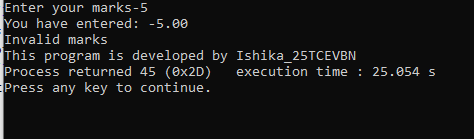 Enter your marks-5
You have entered: -5.00
Invalid marks
This program is developed by Ishika_25TCEVBN
Process returned 45 (0x2D)   execution time : 25.054 s
Press any key to continue.